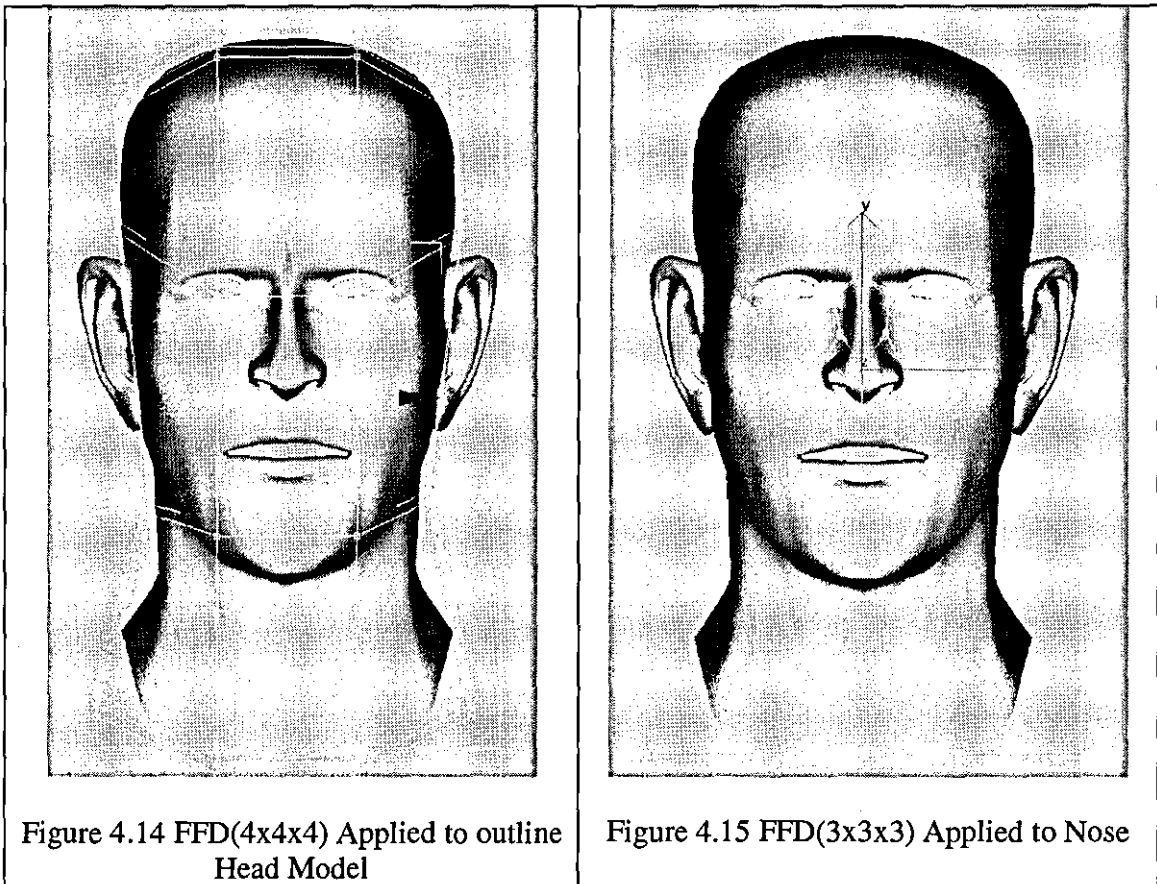 y
Figure 4.14 FFD(4x4x4) Applied to outline
Head Model
Figure 4.15 FFD(3x3x3) Applied to Nose